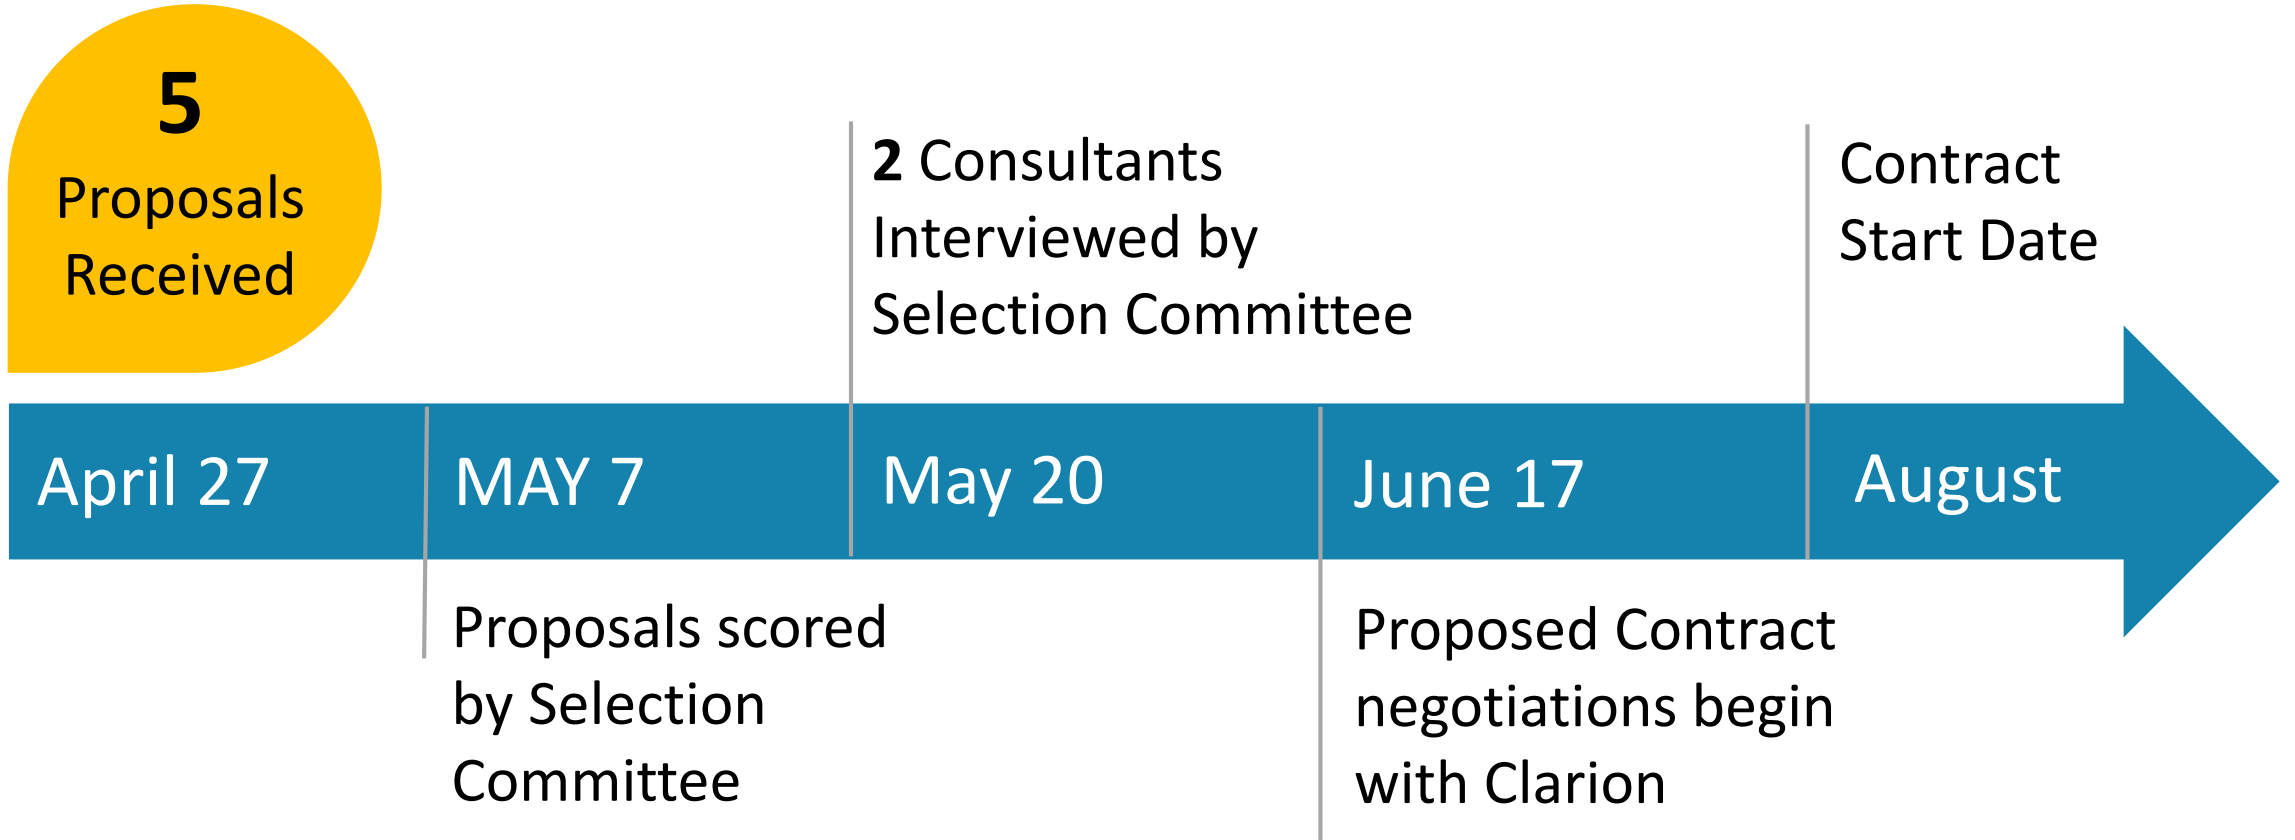 5
Proposals
Received
2 Consultants
Interviewed by
Selection Committee
Contract
Start Date
April 27
MAY 7
May 20
June 17
August
Proposals scored
by Selection
Committee
Proposed Contract
negotiations begin
with Clarion